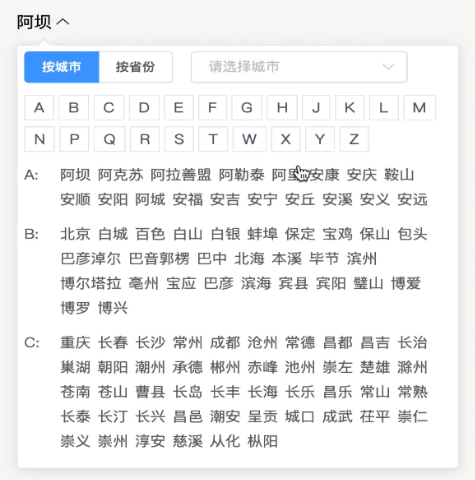 阿坝
按城市 按省份 请选择城市
A B C D E F G H J K L M
N P Q R S T W X Y Z
A: 阿坝 阿克苏 阿拉善盟 阿勒泰 阿里 安康 安庆 鞍山
安顺 安阳 阿城 安福 安吉 安宁 安丘 安溪 安义 安远
B: 北京 白城 百色 白山 白银 蚌埠 保定 宝鸡 保山 包头
巴彦淖尔 巴音郭楞 巴中 北海 本溪 毕节 滨州
博尔塔拉 亳州 宝应 巴彦 滨海 宾县 宾阳 璧山 博爱
博罗 博兴
C: 重庆 长春 长沙 常州 成都 沧州 常德 昌都 昌吉 长治
巢湖 朝阳 潮州 承德 郴州 赤峰 池州 崇左 楚雄 滁州
苍南 苍山 曹县 长岛 长丰 长海 长乐 昌乐 常山 常熟
长泰 长汀 长兴 昌邑 潮安 呈贡 城口 成武 茌平 崇仁
崇义 崇州 淳安 慈溪 从化 枞阳